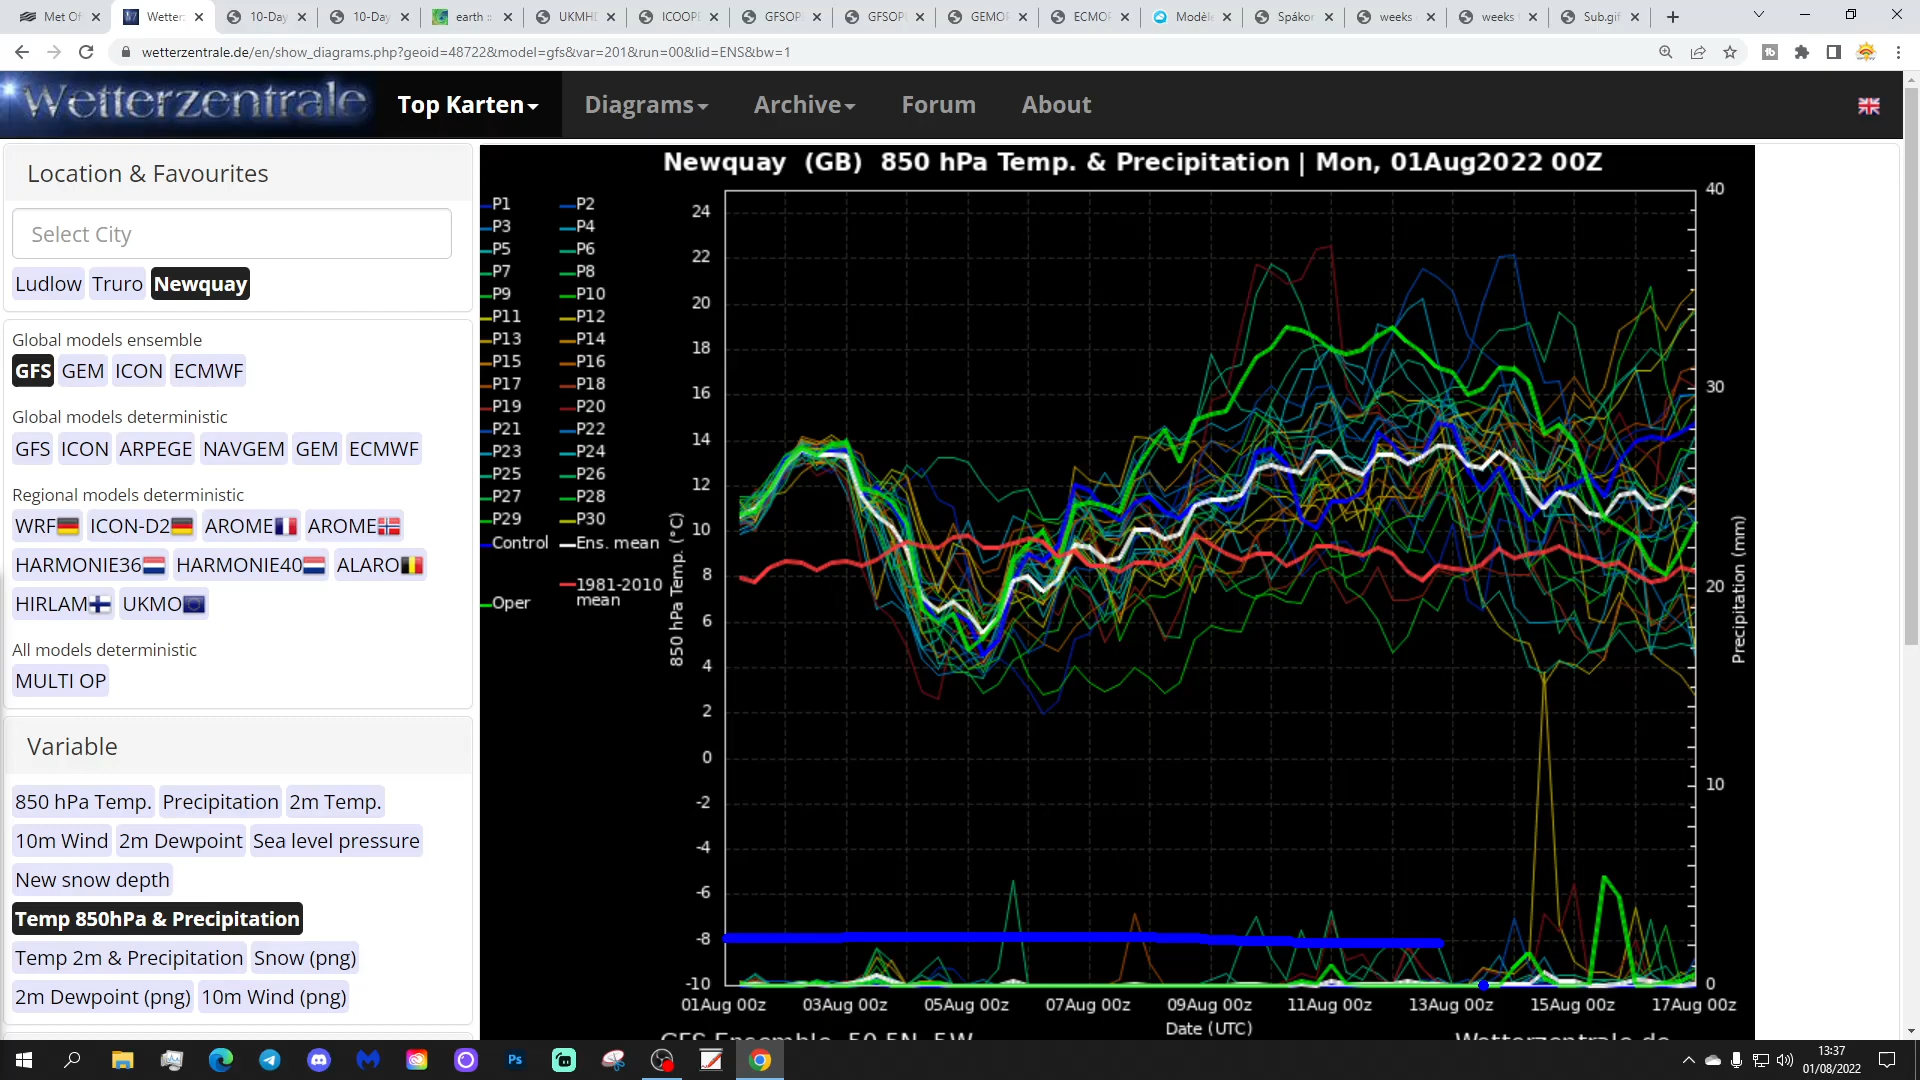 Met Of
Wetter:
10-Day
10-Day
earth ::
UKMHD
ICOOP
GFSOP
GFSOP
GEMOP
ECMOP
Modèle
Spákor
weeks
weeks
Sub.gif
wetterzentrale.de/en/show_diagrams.php?geoid=48722&model=gfs&var=201&run=00&lid=ENS&bw=1
Wetterzentrale
Top Karten
Diagrams
Archive
Forum
About
Location & Favourites
Select City
Ludlow Truro Newquay
Global models ensemble
GFS GEM ICON ECMWF
Global models deterministic
GFS ICON ARPEGE NAVGEM GEM ECMWF
Regional models deterministic
WRF ICON-D2 AROME AROME
HARMONIE36 HARMONIE40 ALARO
HIRLAM UKMO
All models deterministic
MULTI OP
Variable
850 hPa Temp. Precipitation 2m Temp.
10m Wind 2m Dewpoint Sea level pressure
New snow depth
Temp 850hPa & Precipitation
Temp 2m & Precipitation Snow (png)
2m Dewpoint (png) 10m Wind (png)
Newquay (GB) 850 hPa Temp. & Precipitation | Mon, 01Aug2022 00Z
P1 P2
P3 P4
P5 P6
P7 P8
P9 P10
P11 P12
P13 P14
P15 P16
P17 P18
P19 P20
P21 P22
P23 P24
P25 P26
P27 P28
P29 P30
Control Ens. mean
1981-2010
mean
Oper
850 hPa Temp. (°C)
24
22
20
18
16
14
12
10
8
6
4
2
0
-2
-4
-6
-8
-10
40
30
20
10
0
Precipitation (mm)
01Aug 00z 03Aug 00z 05Aug 00z 07Aug 00z 09Aug 00z 11Aug 00z 13Aug 00z 15Aug 00z 17Aug 00z
Date (UTC)
GFS Ensemble 50.5N 5W
Wetterzentrale.de
Ps
13:37
01/08/2022